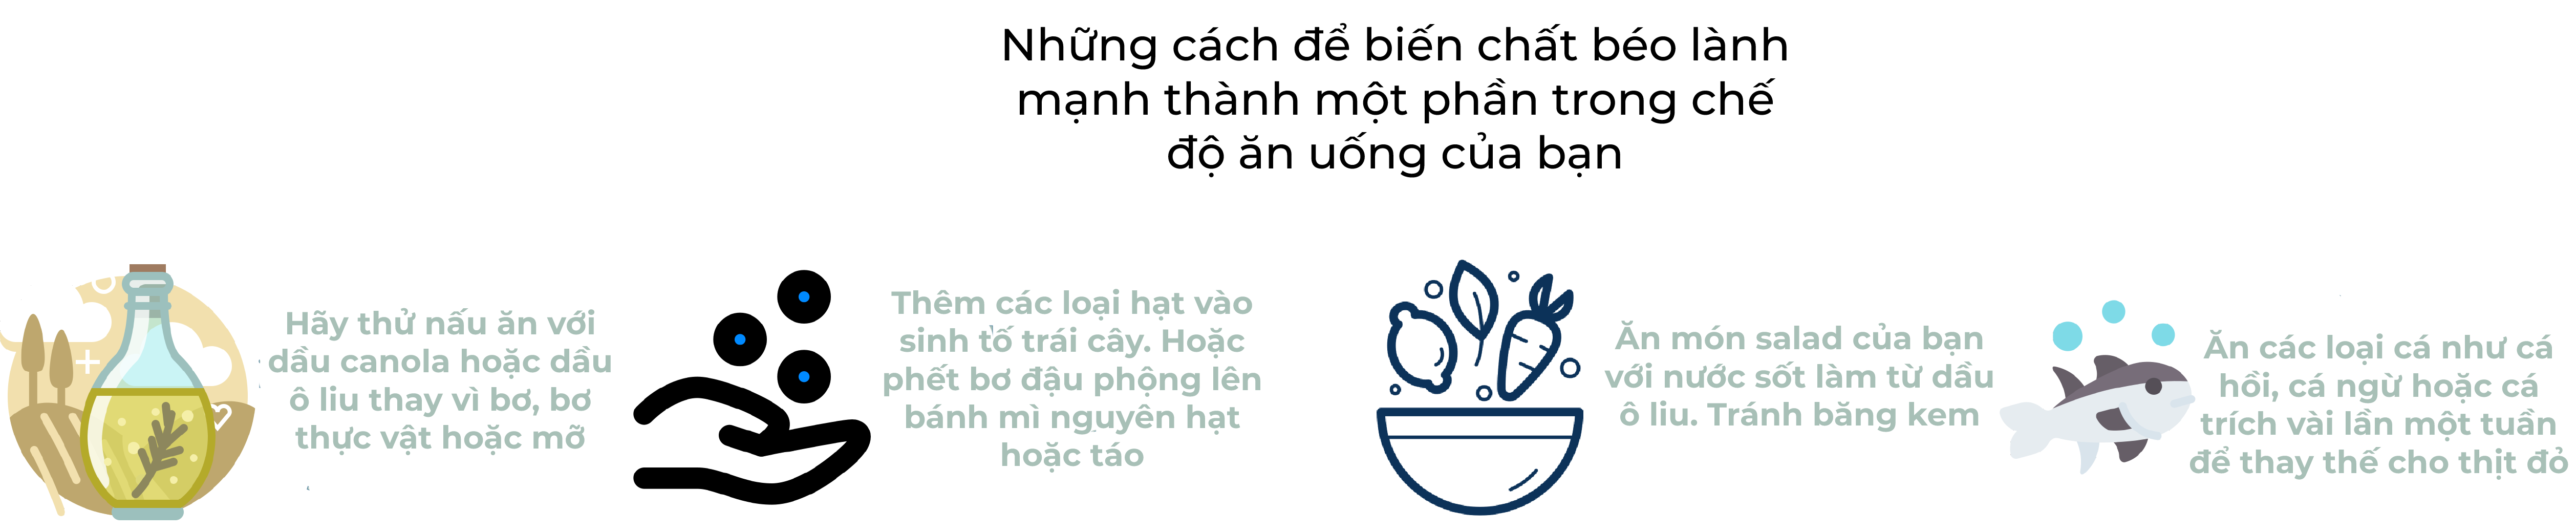 Những cách để biến chất béo lành
mạnh thành một phần trong chế
độ ăn uống của bạn
Hãy thử nấu ăn với
dầu canola hoặc dầu
ô liu thay vì bơ, bơ
thực vật hoặc mỡ
Thêm các loại hạt vào
sinh tố trái cây. Hoặc
phết bơ đậu phộng lên
bánh mì nguyên hạt
hoặc táo
Ăn món salad của bạn
với nước sốt làm từ dầu
ô liu. Tránh băng kem
Ăn các loại cá như cá
hồi, cá ngừ hoặc cá
trích vài lần một tuần
để thay thế cho thịt đỏ